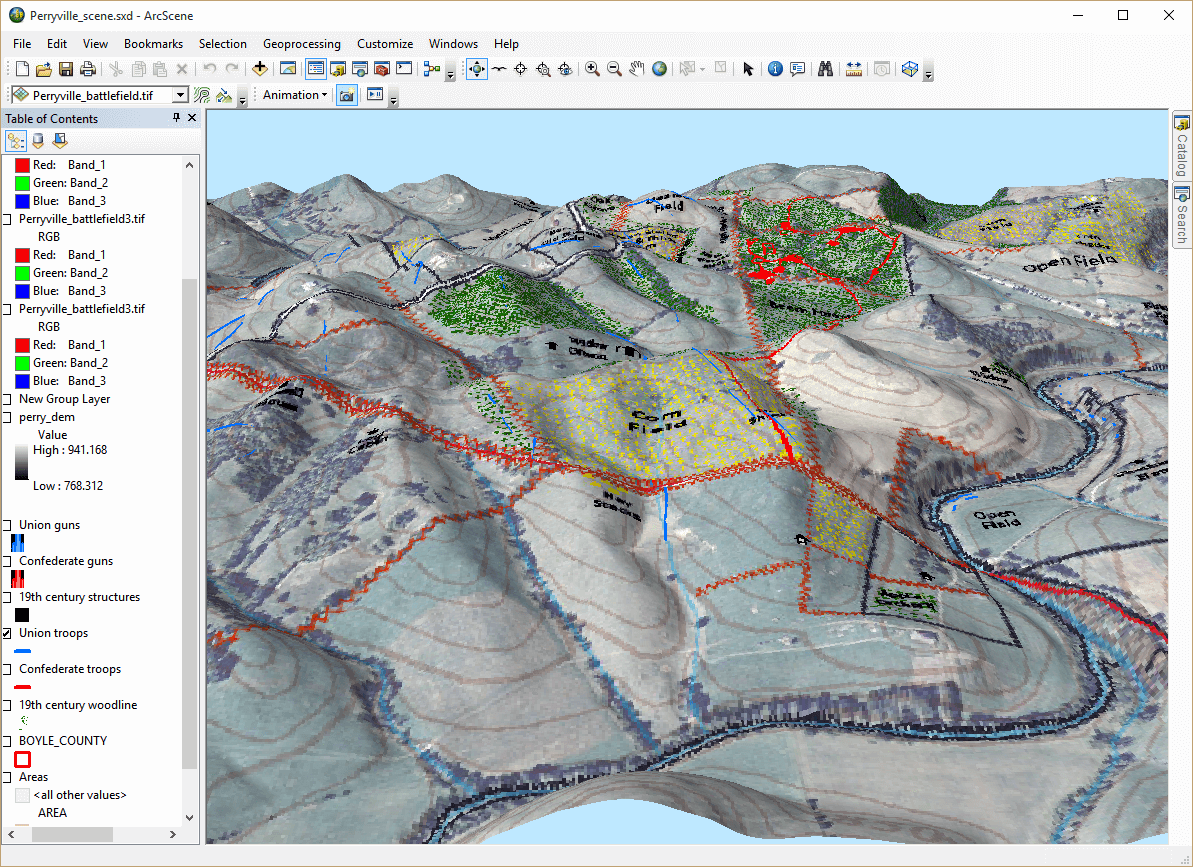 Perryville_scene.sxd - ArcScene
File Edit View Bookmarks Selection Geoprocessing Customize Windows Help
Perryville_battlefield.tif
Animation
Table of Contents
Red: Band_1
Green: Band_2
Blue: Band_3
Perryville_battlefield3.tif
RGB
Red: Band_1
Green: Band_2
Blue: Band_3
Perryville_battlefield3.tif
RGB
Red: Band_1
Green: Band_2
Blue: Band_3
New Group Layer
perry_dem
Value
High : 941.168
Low : 768.312
Union guns
Confederate guns
19th century structures
Union troops
Confederate troops
19th century woodline
BOYLE_COUNTY
Areas
<all other values>
AREA
Field
Open Field
Corn
Field
Open
Field
Catalog
Search